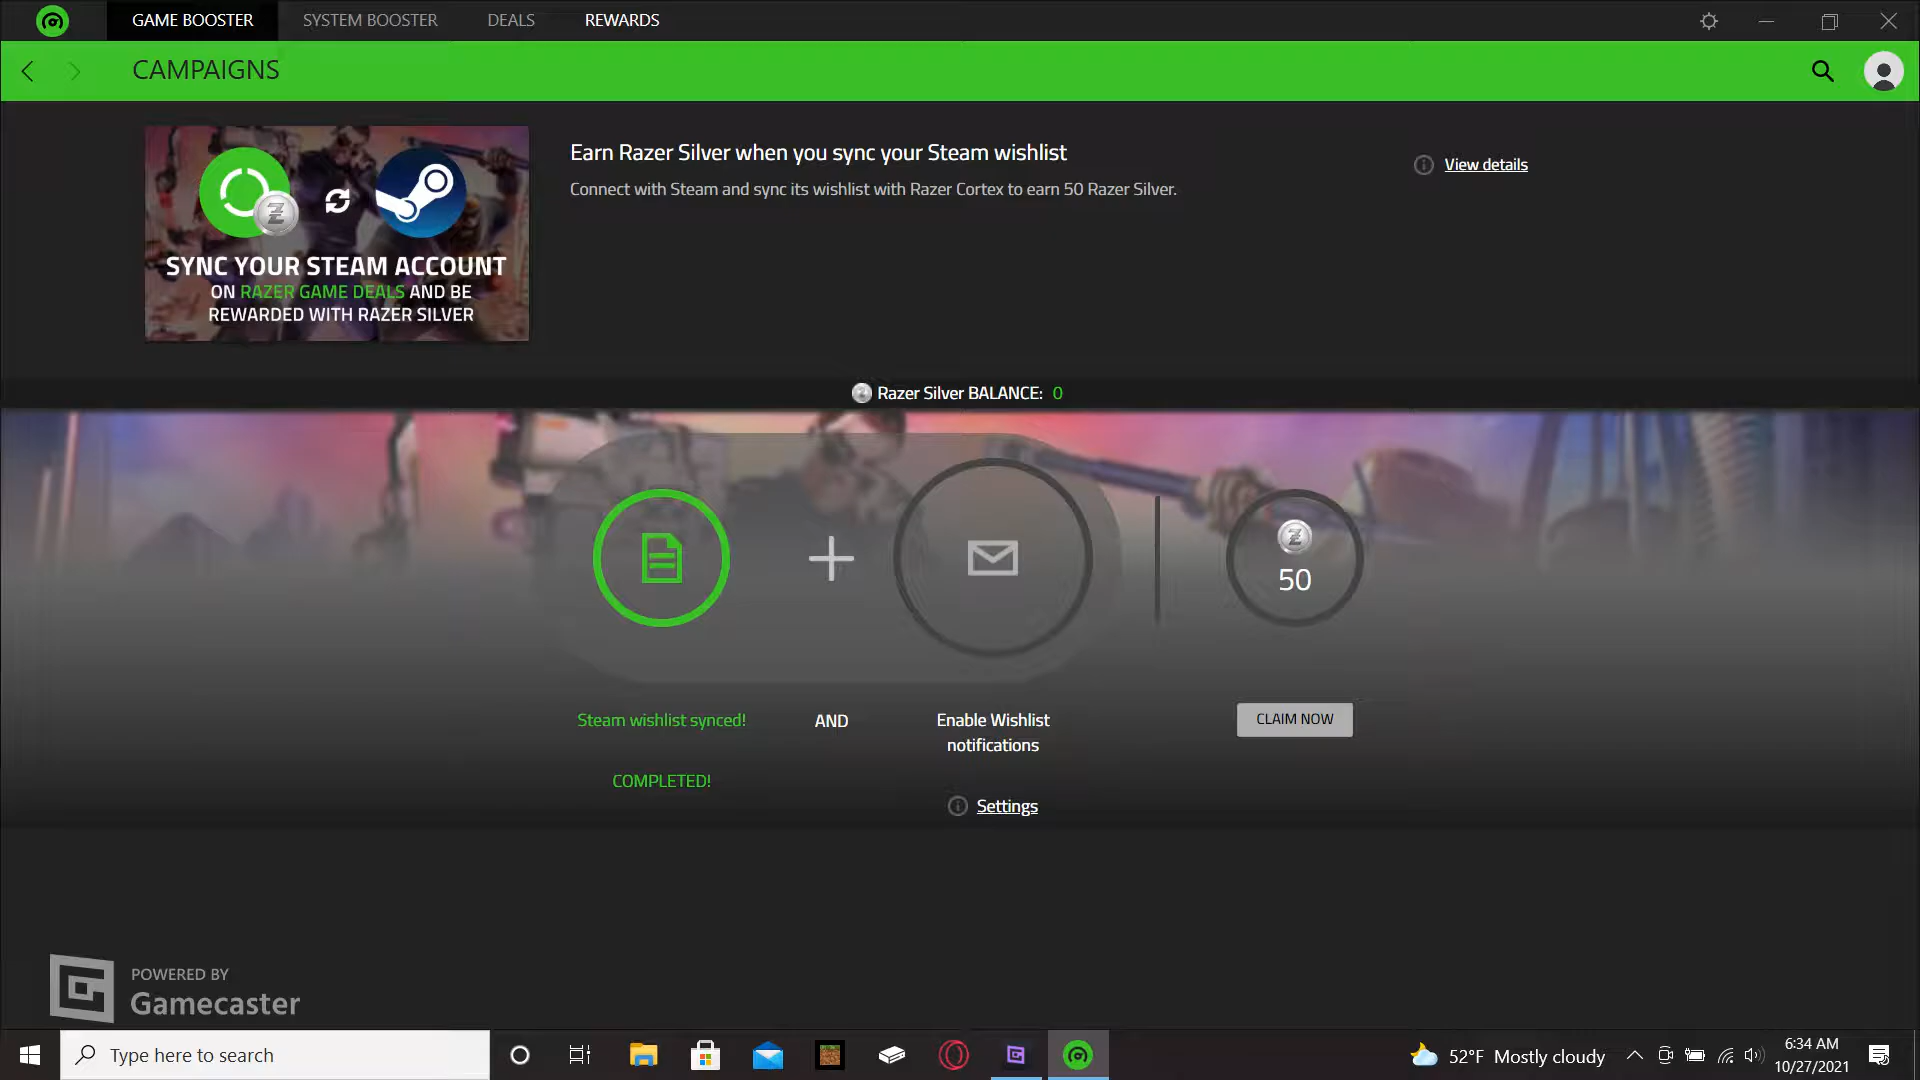 GAME BOOSTER
SYSTEM BOOSTER
DEALS
REWARDS
CAMPAIGNS
SYNC YOUR STEAM ACCOUNT
ON RAZER GAME DEALS AND BE
REWARDED WITH RAZER SILVER
Earn Razer Silver when you sync your Steam wishlist
Connect with Steam and sync its wishlist with Razer Cortex to earn 50 Razer Silver.
View details
Razer Silver BALANCE: 0
50
Steam wishlist synced!
COMPLETED!
AND
Enable Wishlist
notifications
Settings
CLAIM NOW
POWERED BY
Gamecaster
Type here to search
52°F Mostly cloudy
6:34 AM
10/27/2021